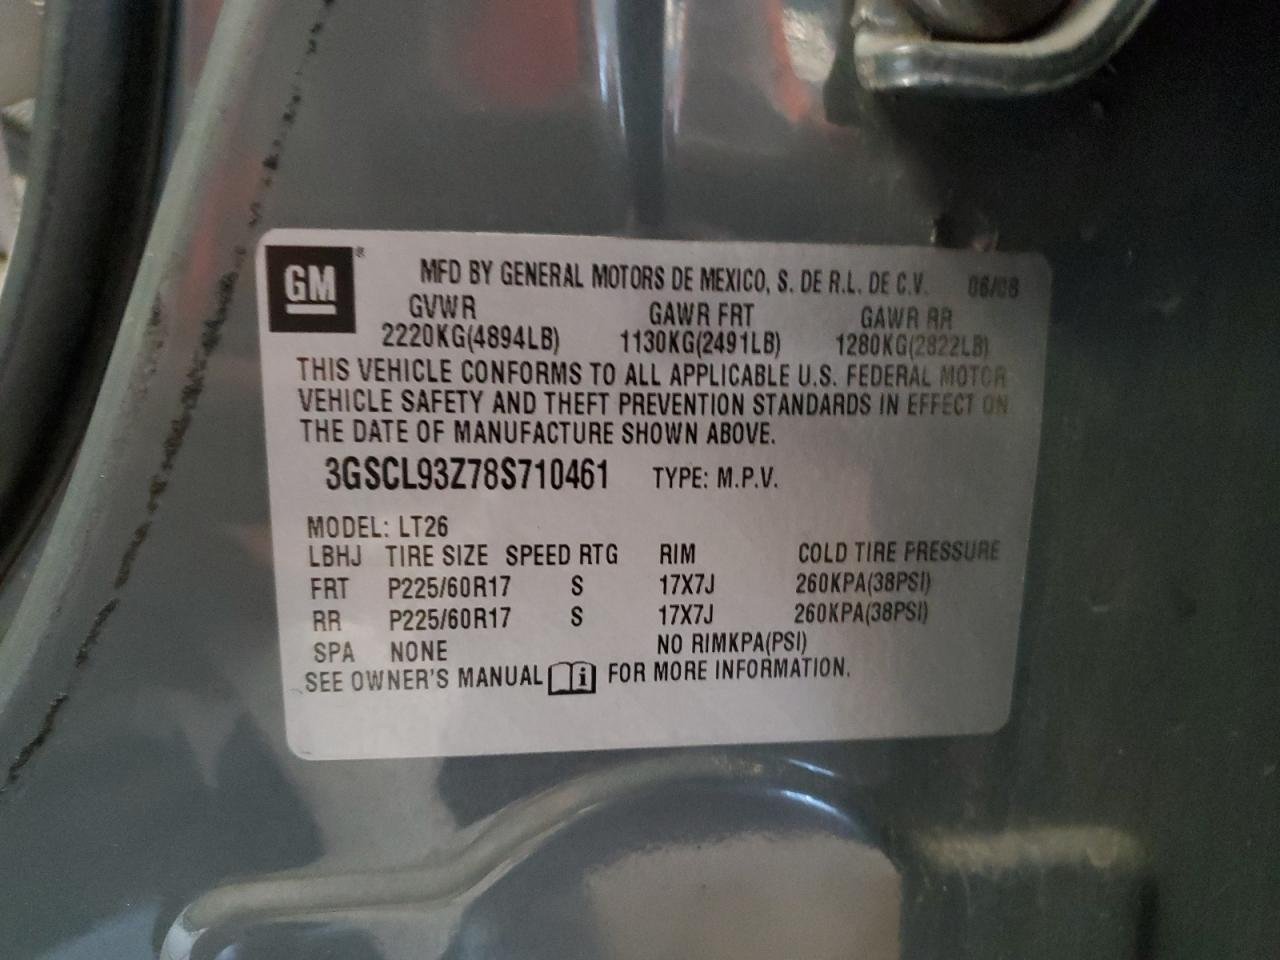 GM®
MFD BY GENERAL MOTORS DE MEXICO, S. DE R.L. DE C.V. 06/08
GVWR GAWR FRT GAWR RR
2220KG(4894LB) 1130KG(2491LB) 1280KG(2822LB)
THIS VEHICLE CONFORMS TO ALL APPLICABLE U.S. FEDERAL MOTOR
VEHICLE SAFETY AND THEFT PREVENTION STANDARDS IN EFFECT ON
THE DATE OF MANUFACTURE SHOWN ABOVE.
3GSCL93Z78S710461 TYPE: M.P.V.
MODEL: LT26
LBHJ TIRE SIZE SPEED RTG RIM COLD TIRE PRESSURE
FRT P225/60R17 S 17X7J 260KPA(38PSI)
RR P225/60R17 S 17X7J 260KPA(38PSI)
SPA NONE NO RIMKPA(PSI)
SEE OWNER'S MANUAL i FOR MORE INFORMATION.